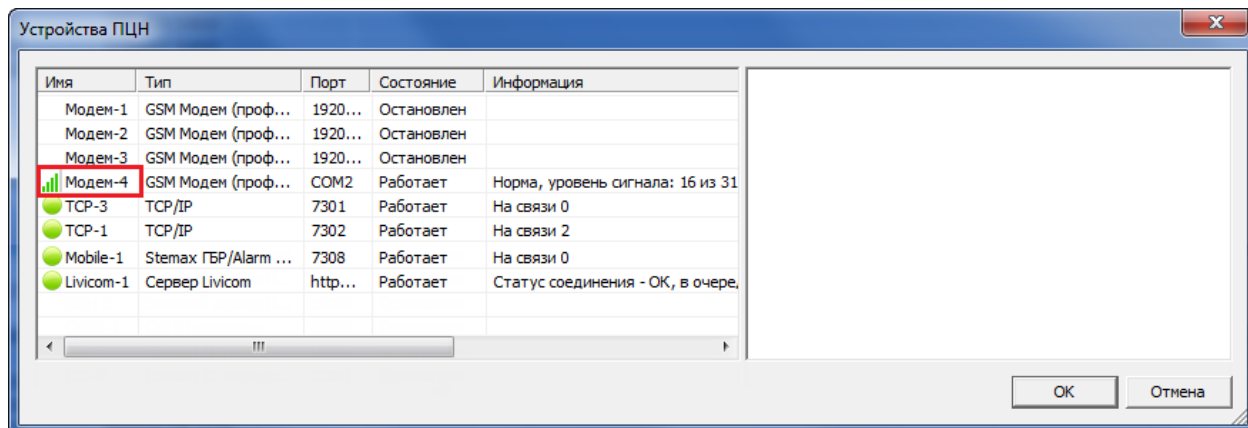 Устройства ПЦН
Имя Тип Порт Состояние Информация
Модем-1 GSM Модем (проф... 1920... Остановлен
Модем-2 GSM Модем (проф... 1920... Остановлен
Модем-3 GSM Модем (проф... 1920... Остановлен
Модем-4 GSM Модем (проф... COM2 Работает Норма, уровень сигнала: 16 из 31
TCP-3 TCP/IP 7301 Работает На связи 0
TCP-1 TCP/IP 7302 Работает На связи 2
Mobile-1 Stemax ГБР/Alarm ... 7308 Работает На связи 0
Livicom-1 Сервер Livicom http... Работает Статус соединения - ОК, в очере,
OK Отмена